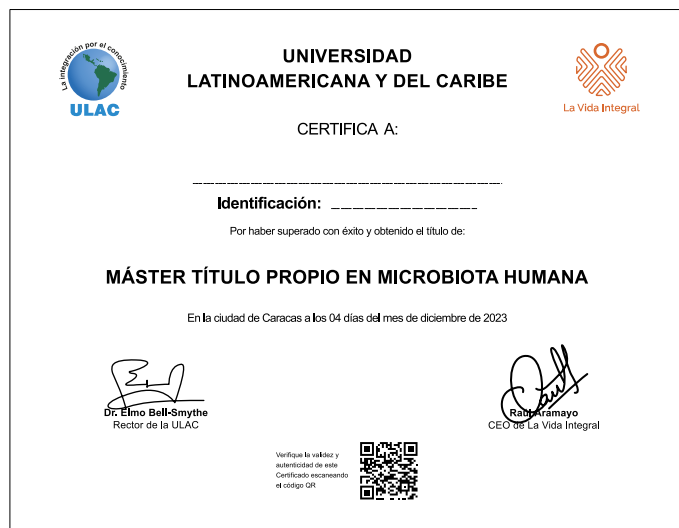 La integración por el conocimiento
ULAC
UNIVERSIDAD
LATINOAMERICANA Y DEL CARIBE
La Vida Integral
CERTIFICA A:
Identificación:
Por haber superado con éxito y obtenido el título de:
MÁSTER TÍTULO PROPIO EN MICROBIOTA HUMANA
En la ciudad de Caracas a los 04 días del mes de diciembre de 2023
Dr. Elmo Bell-Smythe
Rector de la ULAC
Raúl Aramayo
CEO de La Vida Integral
Verifique la validez y
autenticidad de este
Certificado escaneando
el código QR